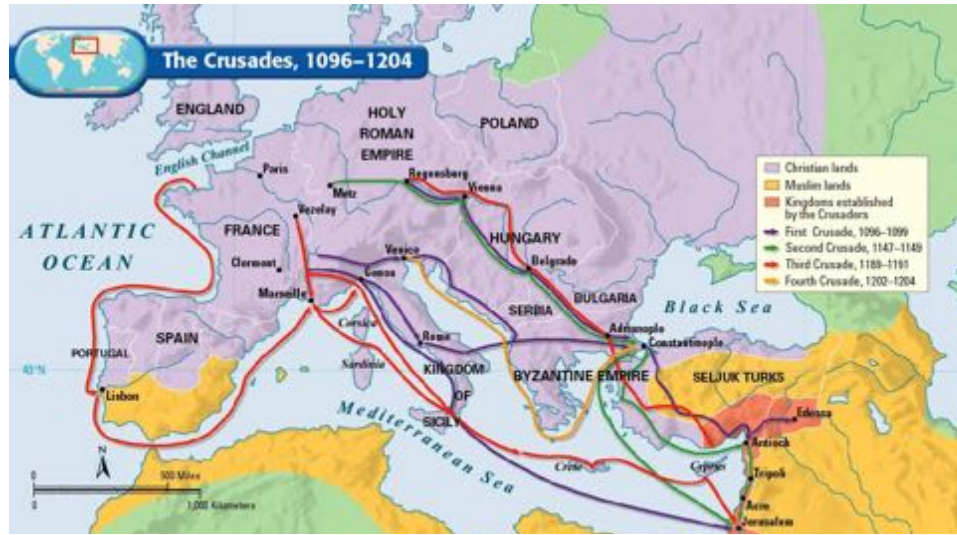 The Crusades, 1096–1204
ENGLAND
HOLY
ROMAN
EMPIRE
POLAND
English Channel
Paris
Metz
Regensberg
Vienna
Vezelay
ATLANTIC
OCEAN
FRANCE
HUNGARY
Clermont
Venice
Genoa
Belgrade
Marseille
SERBIA
BULGARIA
Black Sea
Corsica
Rome
Adrianople
Constantinople
PORTUGAL
SPAIN
Sardinia
KINGDOM
OF
SICILY
BYZANTINE EMPIRE
SELJUK TURKS
Lisbon
Mediterranean Sea
Edessa
Antioch
Crete
Cyprus
Tripoli
Acre
Jerusalem
N
0 500 Miles
0 1,000 Kilometers
Christian lands
Muslim lands
Kingdoms established
by the Crusaders
First Crusade, 1096–1099
Second Crusade, 1147–1149
Third Crusade, 1189–1191
Fourth Crusade, 1202–1204